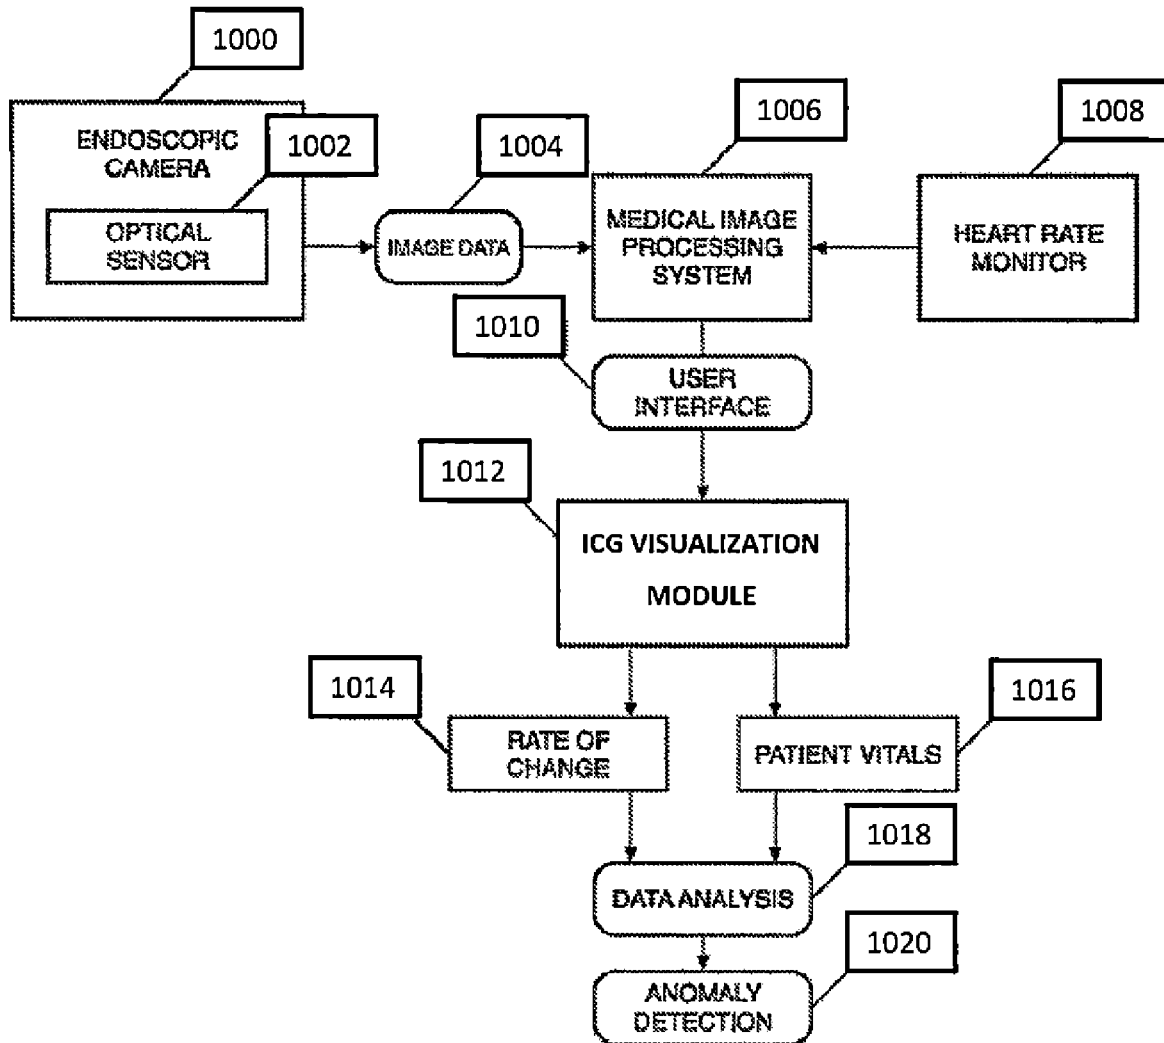 1000
ENDOSCOPIC
CAMERA
1002
OPTICAL
SENSOR
1004
IMAGE DATA
1006
MEDICAL IMAGE
PROCESSING
SYSTEM
1008
HEART RATE
MONITOR
1010
USER
INTERFACE
1012
ICG VISUALIZATION
MODULE
1014
RATE OF
CHANGE
1016
PATIENT VITALS
1018
DATA ANALYSIS
1020
ANOMALY
DETECTION